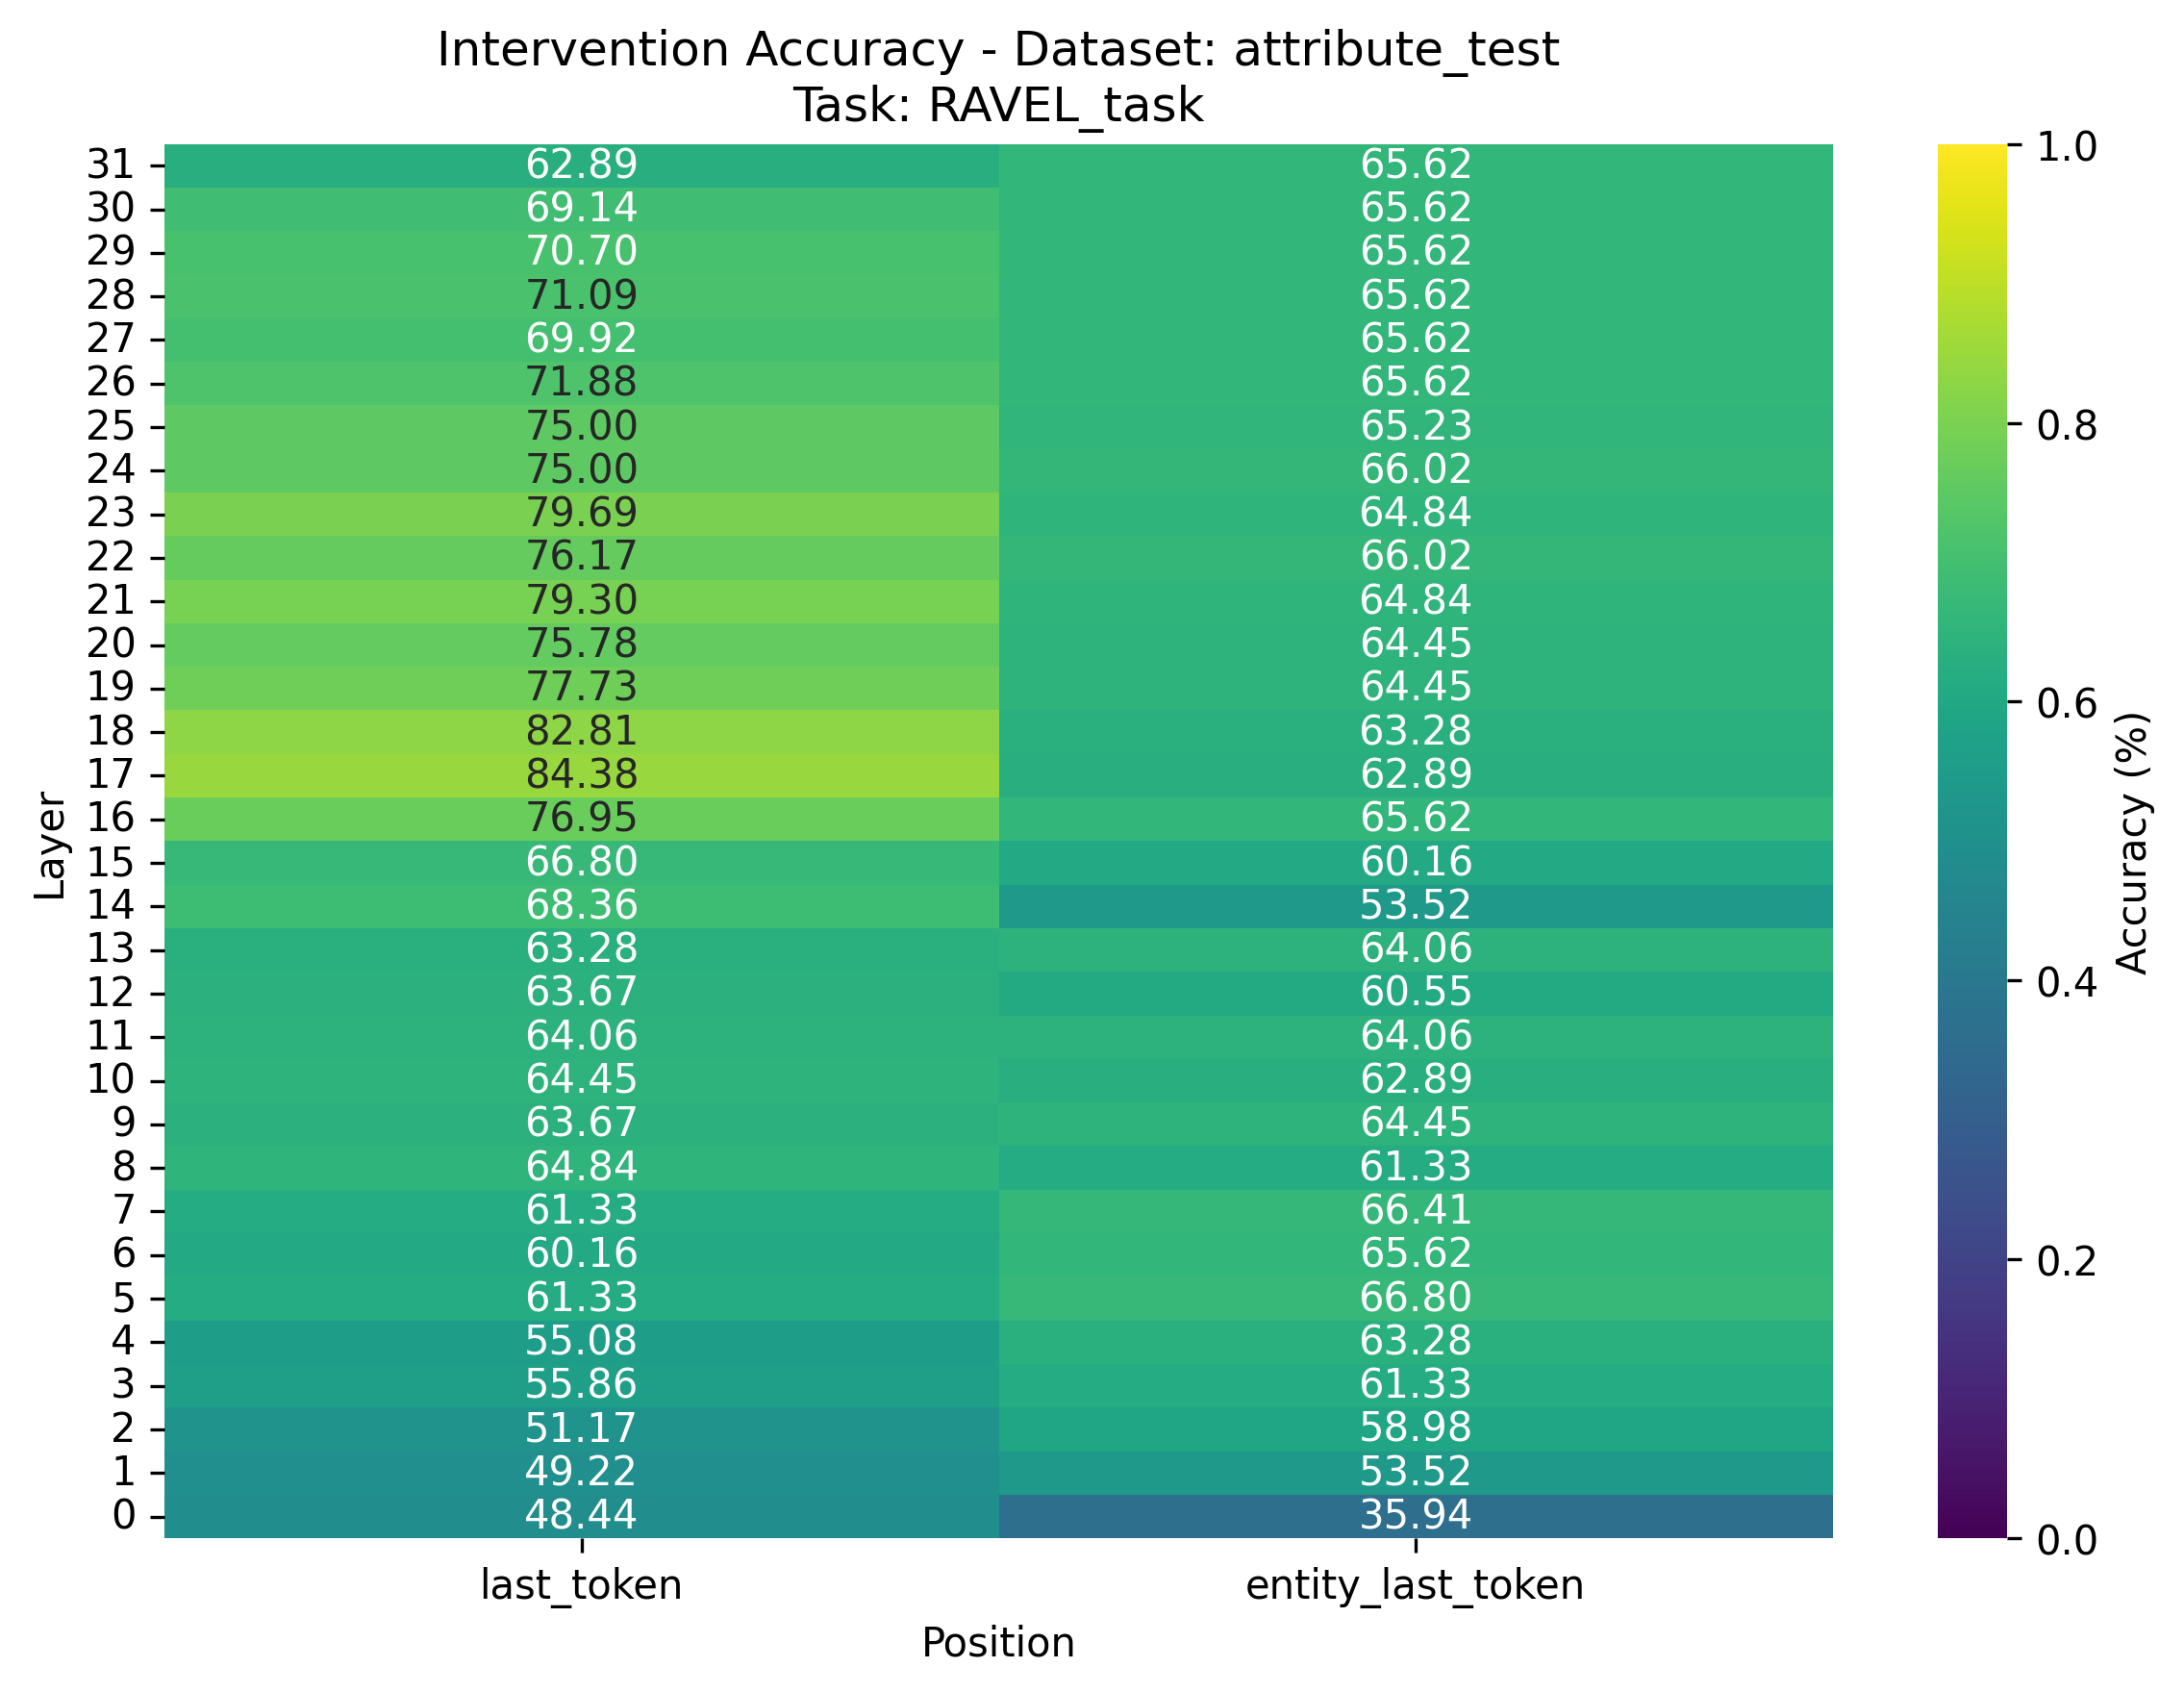 Intervention Accuracy - Dataset: attribute_test
Task: RAVEL_task
31 62.89 65.62
30 69.14 65.62
29 70.70 65.62
28 71.09 65.62
27 69.92 65.62
26 71.88 65.62
25 75.00 65.23
24 75.00 66.02
23 79.69 64.84
22 76.17 66.02
21 79.30 64.84
20 75.78 64.45
19 77.73 64.45
18 82.81 63.28
17 84.38 62.89
16 76.95 65.62
15 66.80 60.16
14 68.36 53.52
13 63.28 64.06
12 63.67 60.55
11 64.06 64.06
10 64.45 62.89
9 63.67 64.45
8 64.84 61.33
7 61.33 66.41
6 60.16 65.62
5 61.33 66.80
4 55.08 63.28
3 55.86 61.33
2 51.17 58.98
1 49.22 53.52
0 48.44 35.94
last_token entity_last_token
Position
Layer
1.0
0.8
0.6
0.4
0.2
0.0
Accuracy (%)